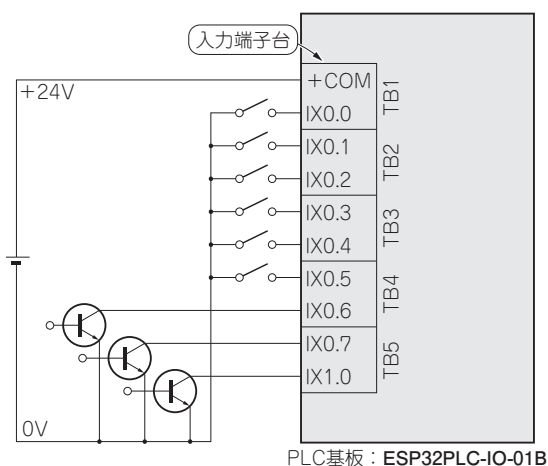 入力端子台
+24V
+COM
IX0.0
TB1
IX0.1
IX0.2
TB2
IX0.3
IX0.4
TB3
IX0.5
IX0.6
TB4
IX0.7
IX1.0
TB5
0V
PLC基板：ESP32PLC-IO-01B